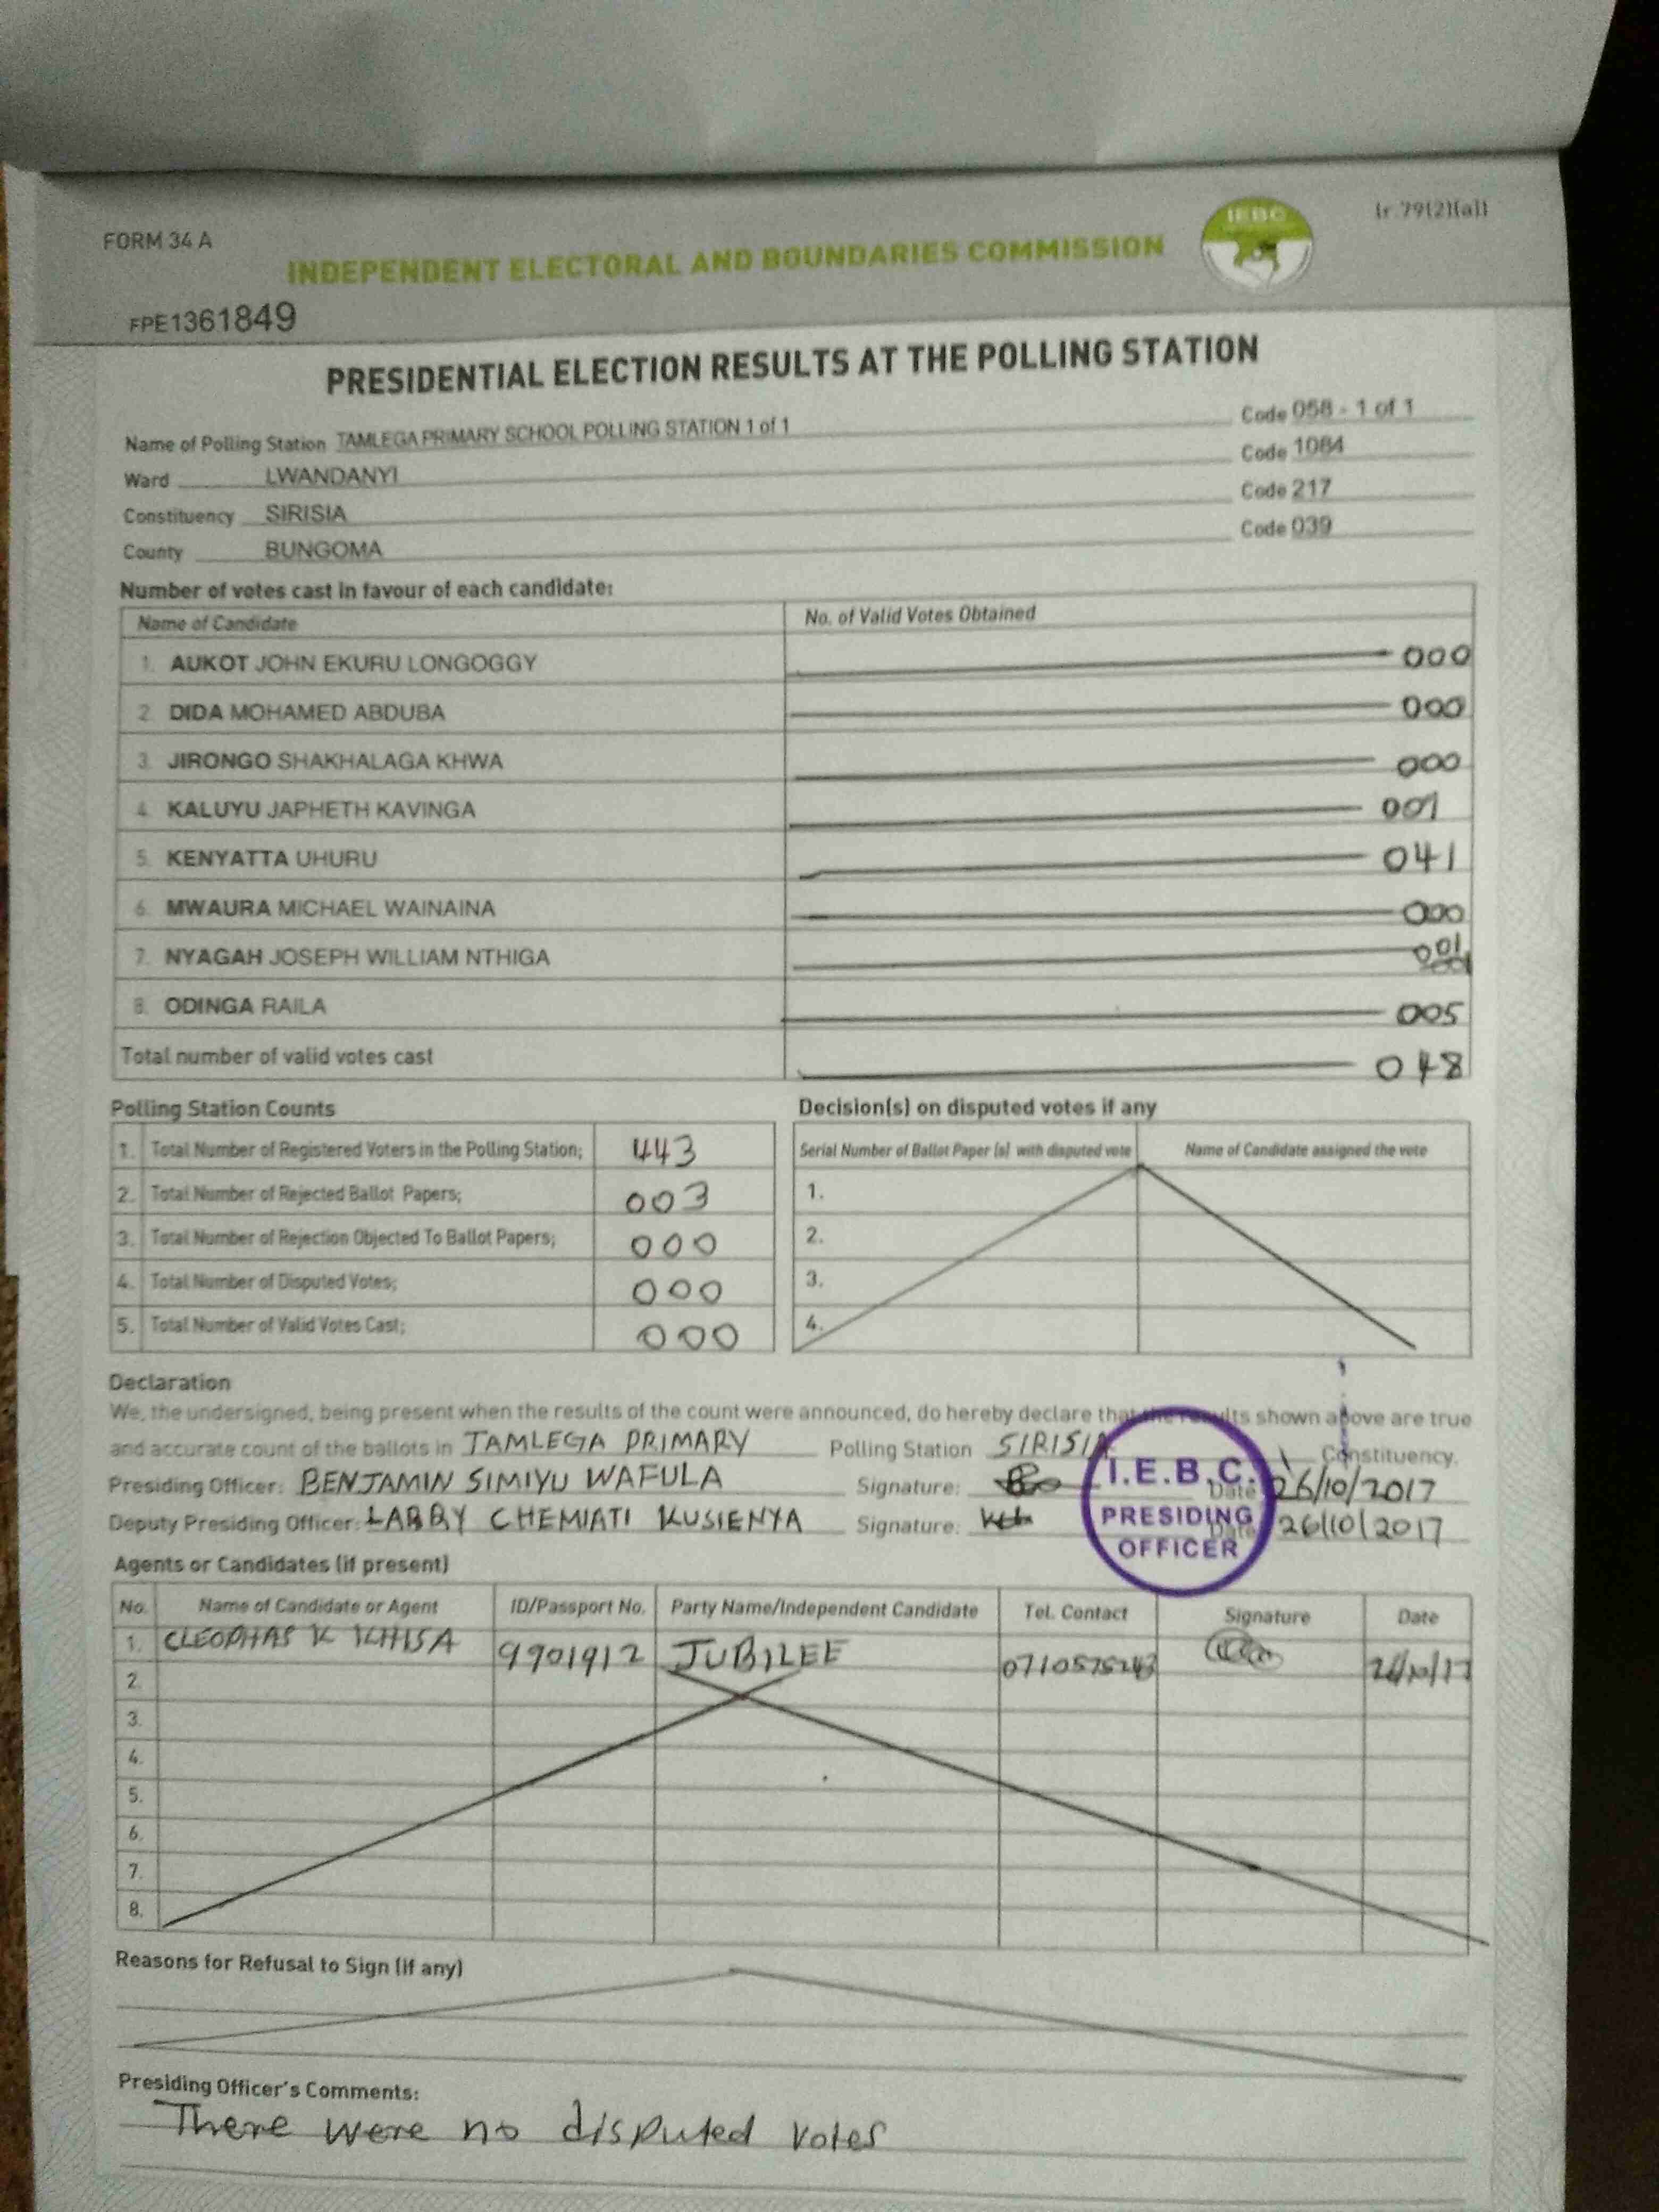 FORM 34 A
(r. 79(2)(a))
IEBC
INDEPENDENT ELECTORAL AND BOUNDARIES COMMISSION
FPE1361849
PRESIDENTIAL ELECTION RESULTS AT THE POLLING STATION
Name of Polling Station TAMLEGA PRIMARY SCHOOL POLLING STATION 1 of 1 Code 058 - 1 of 1
Ward LWANDANYI Code 1084
Constituency SIRISIA Code 217
County BUNGOMA Code 039
Number of votes cast in favour of each candidate:
Name of Candidate No. of Valid Votes Obtained
1. AUKOT JOHN EKURU LONGOGGY 000
2. DIDA MOHAMED ABDUBA 000
3. JIRONGO SHAKHALAGA KHWA 000
4. KALUYU JAPHETH KAVINGA 001
5. KENYATTA UHURU 041
6. MWAURA MICHAEL WAINAINA 000
7. NYAGAH JOSEPH WILLIAM NTHIGA 001
8. ODINGA RAILA 005
Total number of valid votes cast 048
Polling Station Counts
1. Total Number of Registered Voters in the Polling Station; 443
2. Total Number of Rejected Ballot Papers; 003
3. Total Number of Rejection Objected To Ballot Papers; 000
4. Total Number of Disputed Votes; 000
5. Total Number of Valid Votes Cast; 000
Decision(s) on disputed votes if any
Serial Number of Ballot Paper (s) with disputed vote Name of Candidate assigned the vote
1.
2.
3.
4.
Declaration
We, the undersigned, being present when the results of the count were announced, do hereby declare that the results shown above are true
and accurate count of the ballots in TAMLEGA PRIMARY Polling Station SIRISIA Constituency.
Presiding Officer: BENJAMIN SIMIYU WAFULA Signature: Date 26/10/2017
Deputy Presiding Officer: LARRY CHEMIATI KUSIENYA Signature: Date 26/10/2017
I.E.B.C.
PRESIDING
OFFICER
Agents or Candidates (if present)
No. Name of Candidate or Agent ID/Passport No. Party Name/Independent Candidate Tel. Contact Signature Date
1. CLEOPHAS K 9901912 JUBILEE
2.
3.
4.
5.
6.
7.
8.
Reasons for Refusal to Sign (if any)
Presiding Officer's Comments:
There were no disputed votes